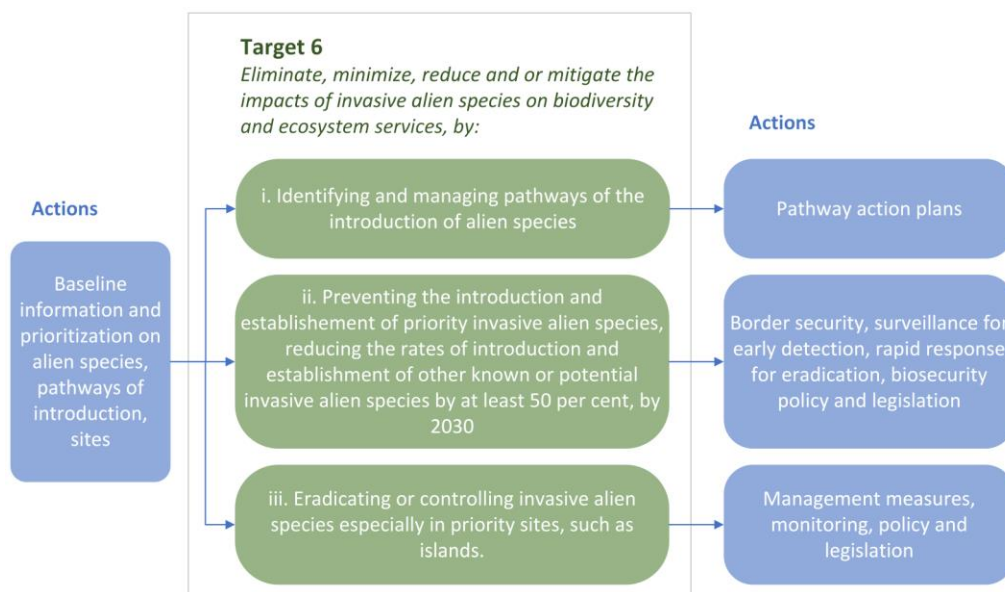 Target 6
Eliminate, minimize, reduce and or mitigate the
impacts of invasive alien species on biodiversity
and ecosystem services, by:
Actions
Baseline
information and
prioritization on
alien species,
pathways of
introduction,
sites
i. Identifying and managing pathways of the
introduction of alien species
ii. Preventing the introduction and
establishement of priority invasive alien species,
reducing the rates of introduction and
establishment of other known or potential
invasive alien species by at least 50 per cent, by
2030
iii. Eradicating or controlling invasive alien
species especially in priority sites, such as
islands.
Actions
Pathway action plans
Border security, surveillance for
early detection, rapid response
for eradication, biosecurity
policy and legislation
Management measures,
monitoring, policy and
legislation